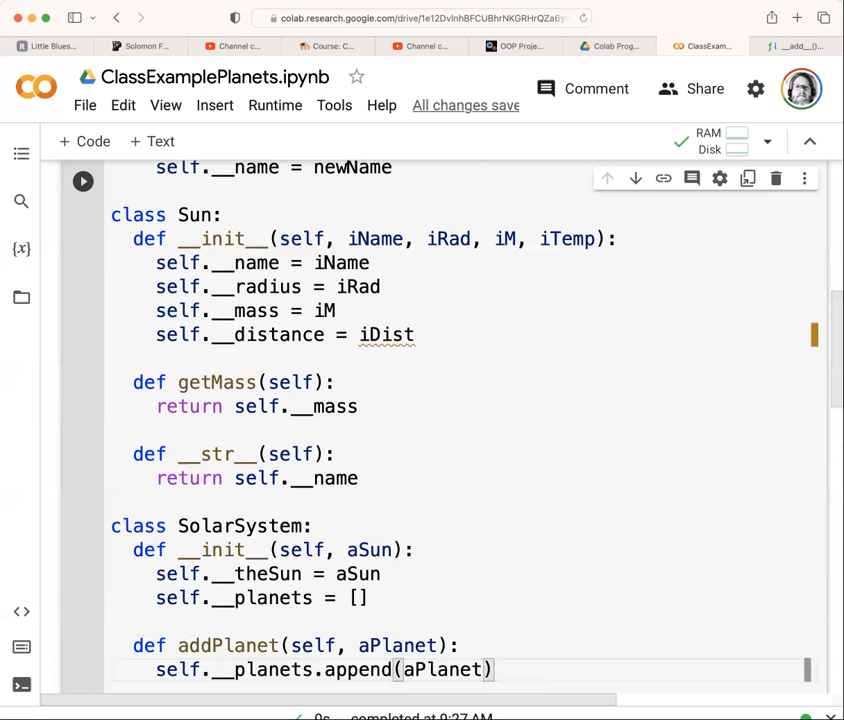 colab.research.google.com/drive/1e12DvlnhBFCUBhrNKGRHrQZa6y
Little Blues...
Solomon F...
Channel c...
Course: C...
Channel c...
OOP Proje...
Colab Prog...
ClassExam...
__add__()...
ClassExamplePlanets.ipynb
Comment
Share
File Edit View Insert Runtime Tools Help All changes save
+ Code + Text
RAM
Disk
self.__name = newName
class Sun:
def __init__(self, iName, iRad, iM, iTemp):
self.__name = iName
self.__radius = iRad
self.__mass = iM
self.__distance = iDist
def getMass(self):
return self.__mass
def __str__(self):
return self.__name
class SolarSystem:
def __init__(self, aSun):
self.__theSun = aSun
self.__planets = []
def addPlanet(self, aPlanet):
self.__planets.append(aPlanet)
0s completed at 9:27 AM